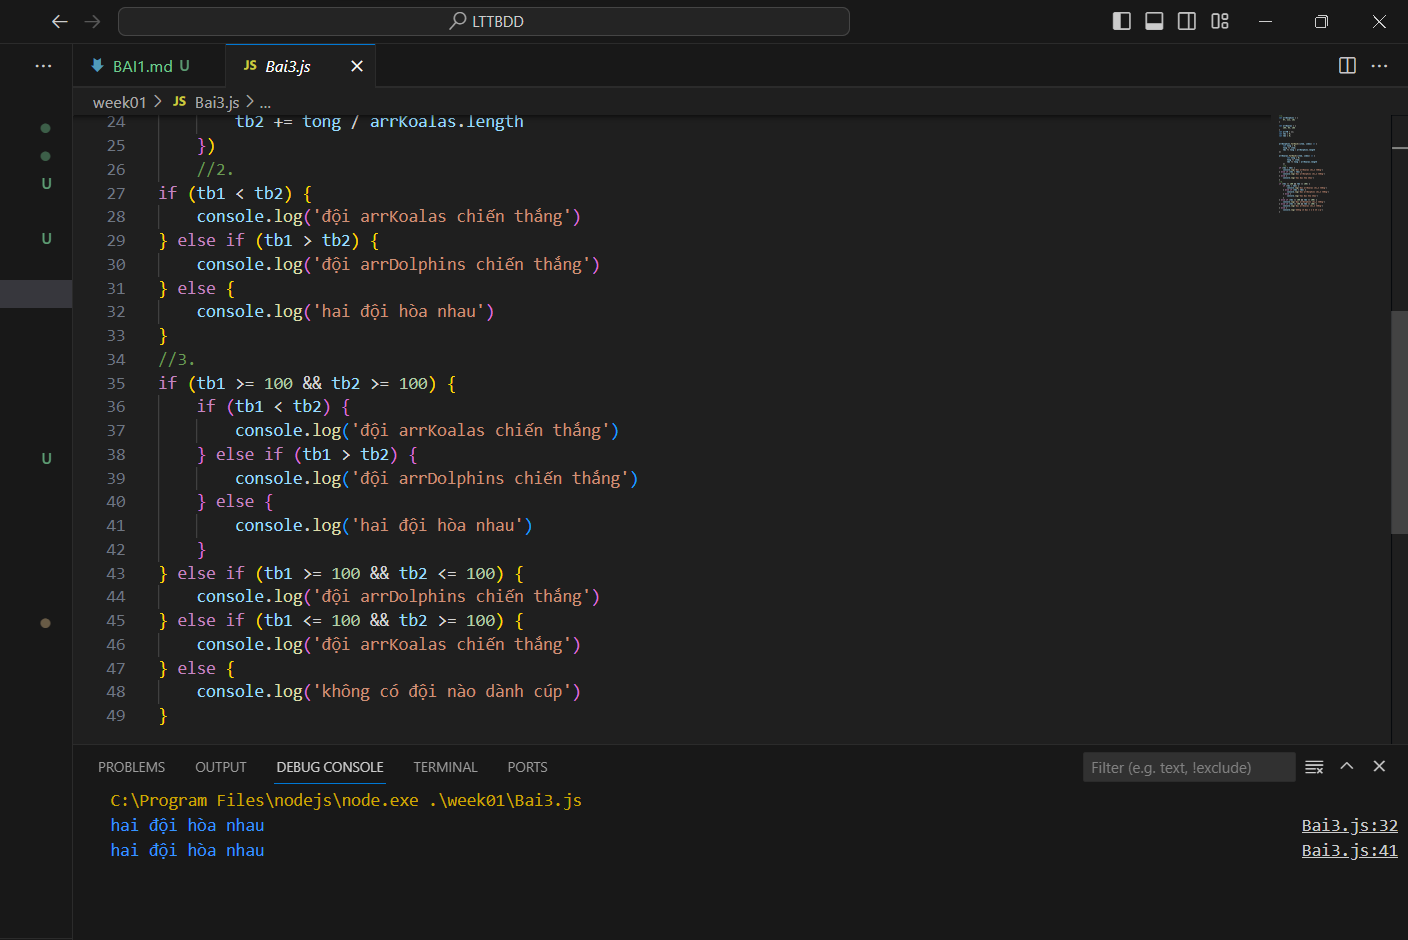 LTTBDD
BAI1.md U
JS Bai3.js
week01 > JS Bai3.js > ...
24 tb2 += tong / arrKoalas.length
25 })
26 //2.
27 if (tb1 < tb2) {
28 console.log('đội arrKoalas chiến thắng')
29 } else if (tb1 > tb2) {
30 console.log('đội arrDolphins chiến thắng')
31 } else {
32 console.log('hai đội hòa nhau')
33 }
34 //3.
35 if (tb1 >= 100 && tb2 >= 100) {
36 if (tb1 < tb2) {
37 console.log('đội arrKoalas chiến thắng')
38 } else if (tb1 > tb2) {
39 console.log('đội arrDolphins chiến thắng')
40 } else {
41 console.log('hai đội hòa nhau')
42 }
43 } else if (tb1 >= 100 && tb2 <= 100) {
44 console.log('đội arrDolphins chiến thắng')
45 } else if (tb1 <= 100 && tb2 >= 100) {
46 console.log('đội arrKoalas chiến thắng')
47 } else {
48 console.log('không có đội nào dành cúp')
49 }
U
U
U
PROBLEMS OUTPUT DEBUG CONSOLE TERMINAL PORTS Filter (e.g. text, !exclude)
C:\Program Files\nodejs\node.exe .\week01\Bai3.js
hai đội hòa nhau Bai3.js:32
hai đội hòa nhau Bai3.js:41